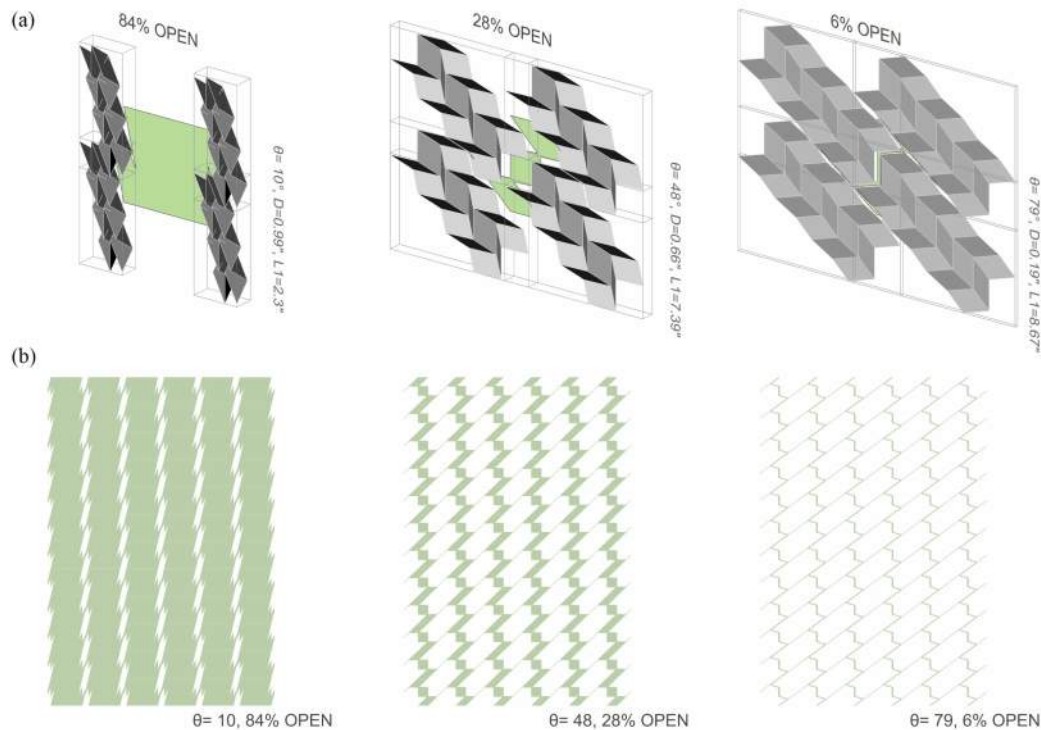 (a)
84% OPEN
28% OPEN
6% OPEN
θ= 10°, D=0.99", L1=2.3"
θ= 48°, D=0.66", L1=7.39"
θ= 79°, D=0.19", L1=8.67"
(b)
θ= 10, 84% OPEN
θ= 48, 28% OPEN
θ= 79, 6% OPEN